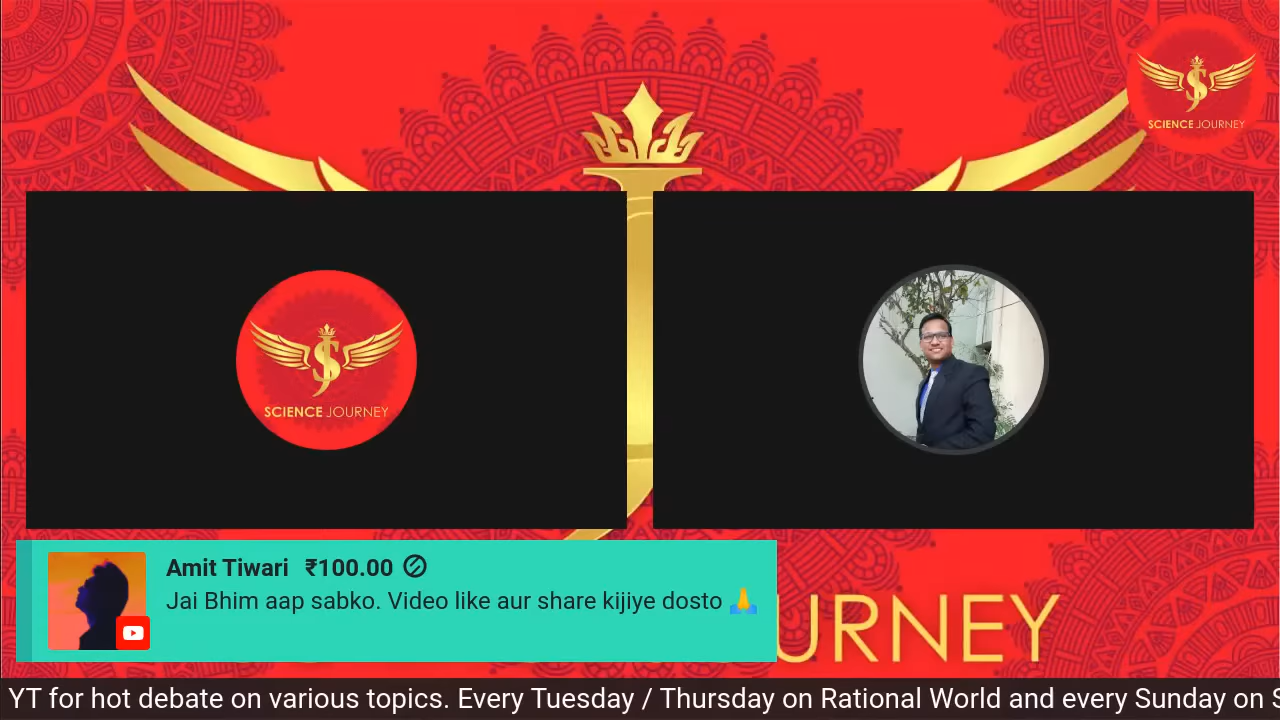 SCIENCE JOURNEY
SCIENCE JOURNEY
Amit Tiwari ₹100.00
Jai Bhim aap sabko. Video like aur share kijiye dosto 🙏
URNEY
YT for hot debate on various topics. Every Tuesday / Thursday on Rational World and every Sunday on S